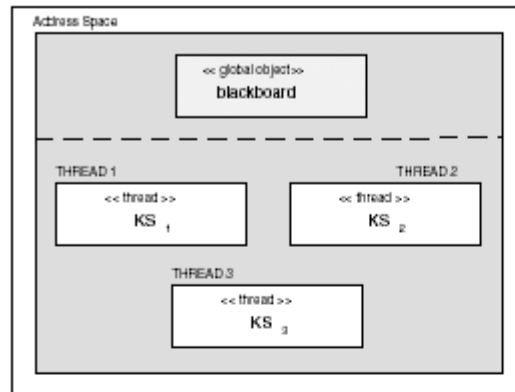 Address Space
<< global object>>
blackboard
THREAD 1
THREAD 2
<< thread >>
<< thread >>
KS 1
KS 2
THREAD 3
<< thread >>
KS 3